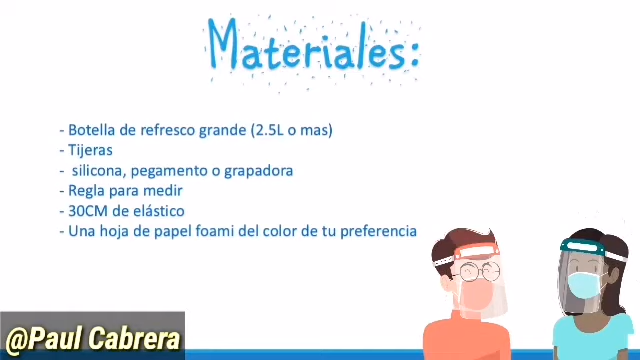 Materiales:
- Botella de refresco grande (2.5L o mas)
- Tijeras
- silicona, pegamento o grapadora
- Regla para medir
- 30CM de elástico
- Una hoja de papel foami del color de tu preferencia
@Paul Cabrera